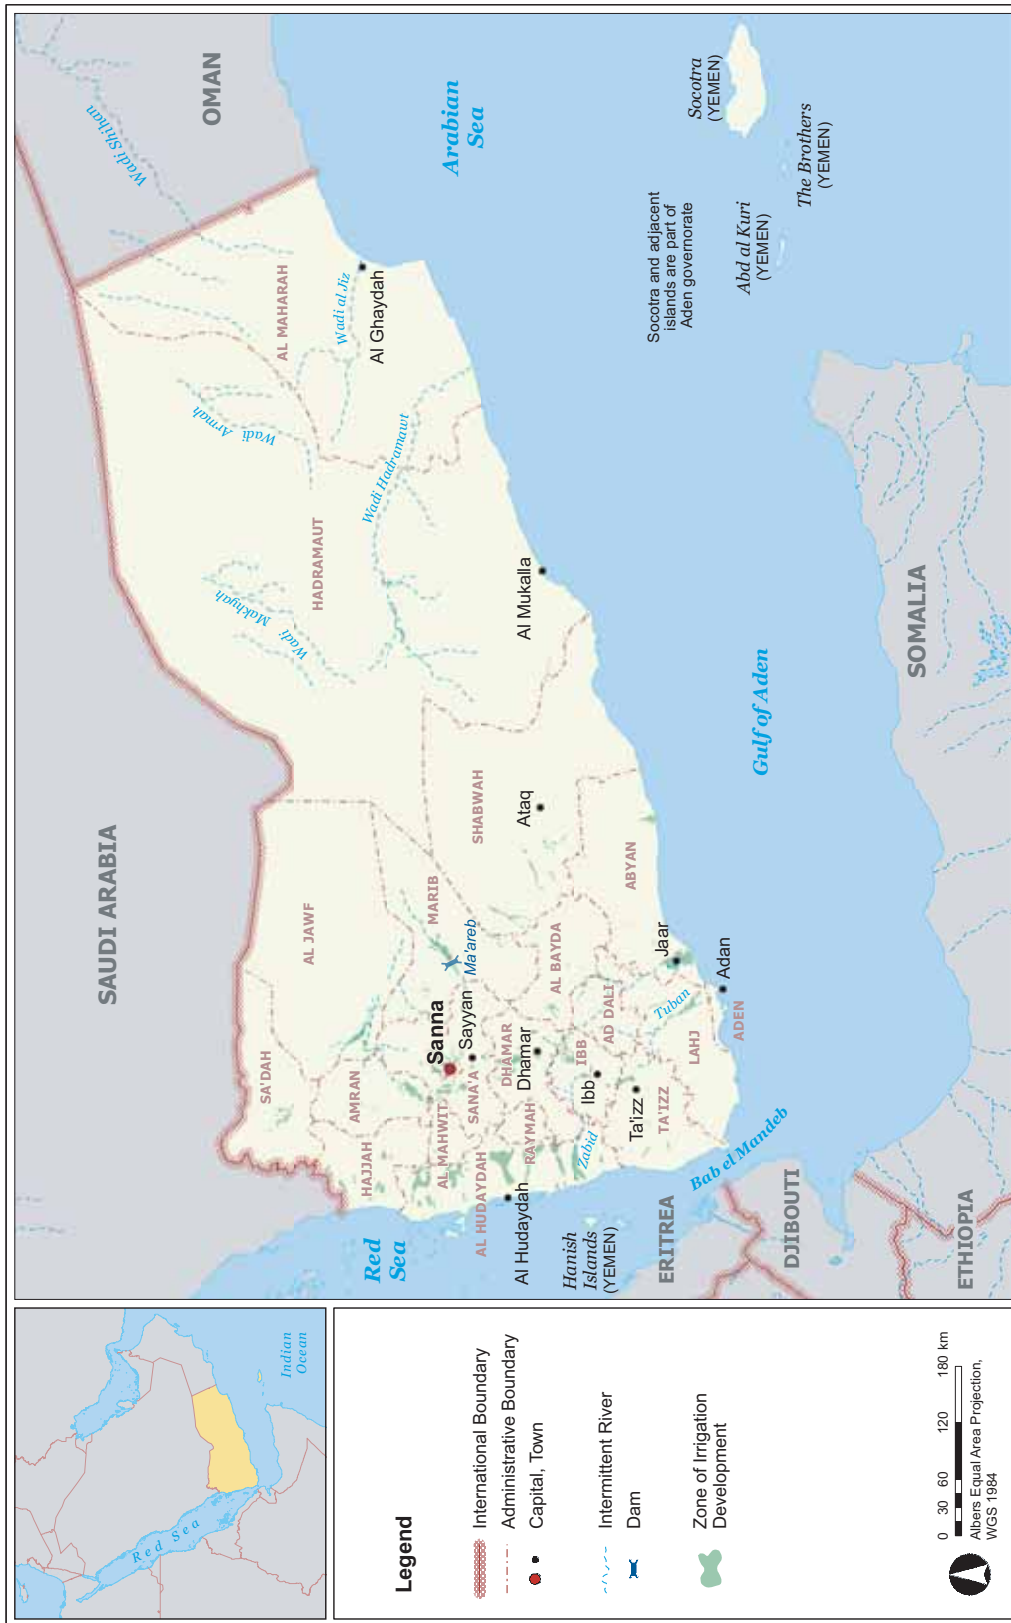 OMAN
Wadi Shihan
SAUDI ARABIA
AL MAHARAH
Wadi al Jiz
Al Ghaydah
Wadi Armah
Wadi Hadramawt
HADRAMAUT
Wadi Makhyah
Al Mukalla
Arabian
Sea
Socotra
(YEMEN)
The Brothers
(YEMEN)
Abd al Kuri
(YEMEN)
Socotra and adjacent
islands are part of
Aden governorate
SHABWAH
Ataq
MARIB
Ma'areb
AL JAWF
SA'DAH
AMRAN
HAJJAH
AL MAHWIT
Sanna
Sayyan
SANA'A
AL HUDAYDAH
Al Hudaydah
DHAMAR
Dhamar
RAYMAH
AL BAYDA
ABYAN
IBB
Ibb
AD DALI
Zabid
Ta'izz
TA'IZZ
Tuban
LAHJ
Jaar
Adan
ADEN
Gulf of Aden
SOMALIA
Red
Sea
Hanish
Islands
(YEMEN)
Bab el Mandeb
ERITREA
DJIBOUTI
ETHIOPIA
Red Sea
Indian
Ocean
Legend
International Boundary
Administrative Boundary
Capital, Town
Intermittent River
Dam
Zone of Irrigation
Development
0 30 60 120 180 km
Albers Equal Area Projection,
WGS 1984